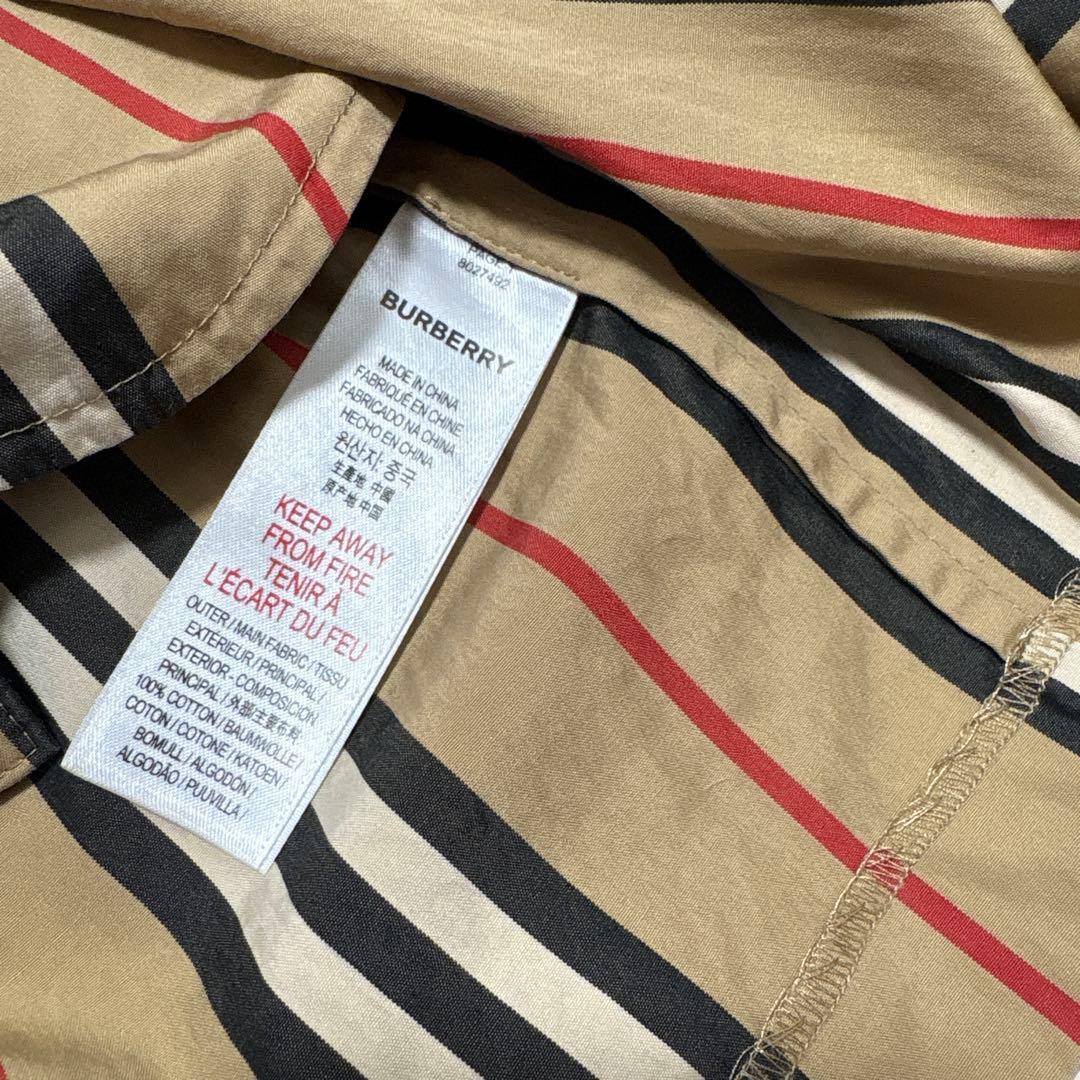 PAGE 1
8027492
BURBERRY
MADE IN CHINA
FABRIQUÉ EN CHINE
FABRICADO NA CHINA
HECHO EN CHINA
원산지: 중국
生產地 中國
原产地 中国
KEEP AWAY
FROM FIRE
TENIR À
L'ÉCART DU FEU
OUTER / MAIN FABRIC / TISSU
EXTÉRIEUR / PRINCIPAL /
EXTERIOR - COMPOSICION
PRINCIPAL / 外部主要布料
100% COTTON / BAUMWOLLE /
COTON / COTONE / KATOEN /
BOMULL / ALGODÓN /
ALGODÃO / PUUVILLA /